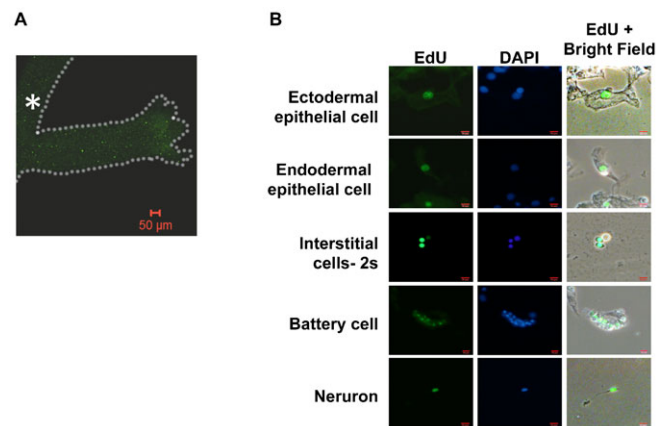 A
*
50 µm
B
EdU
DAPI
EdU +
Bright Field
Ectodermal
epithelial cell
Endodermal
epithelial cell
Interstitial
cells- 2s
Battery cell
Neruron